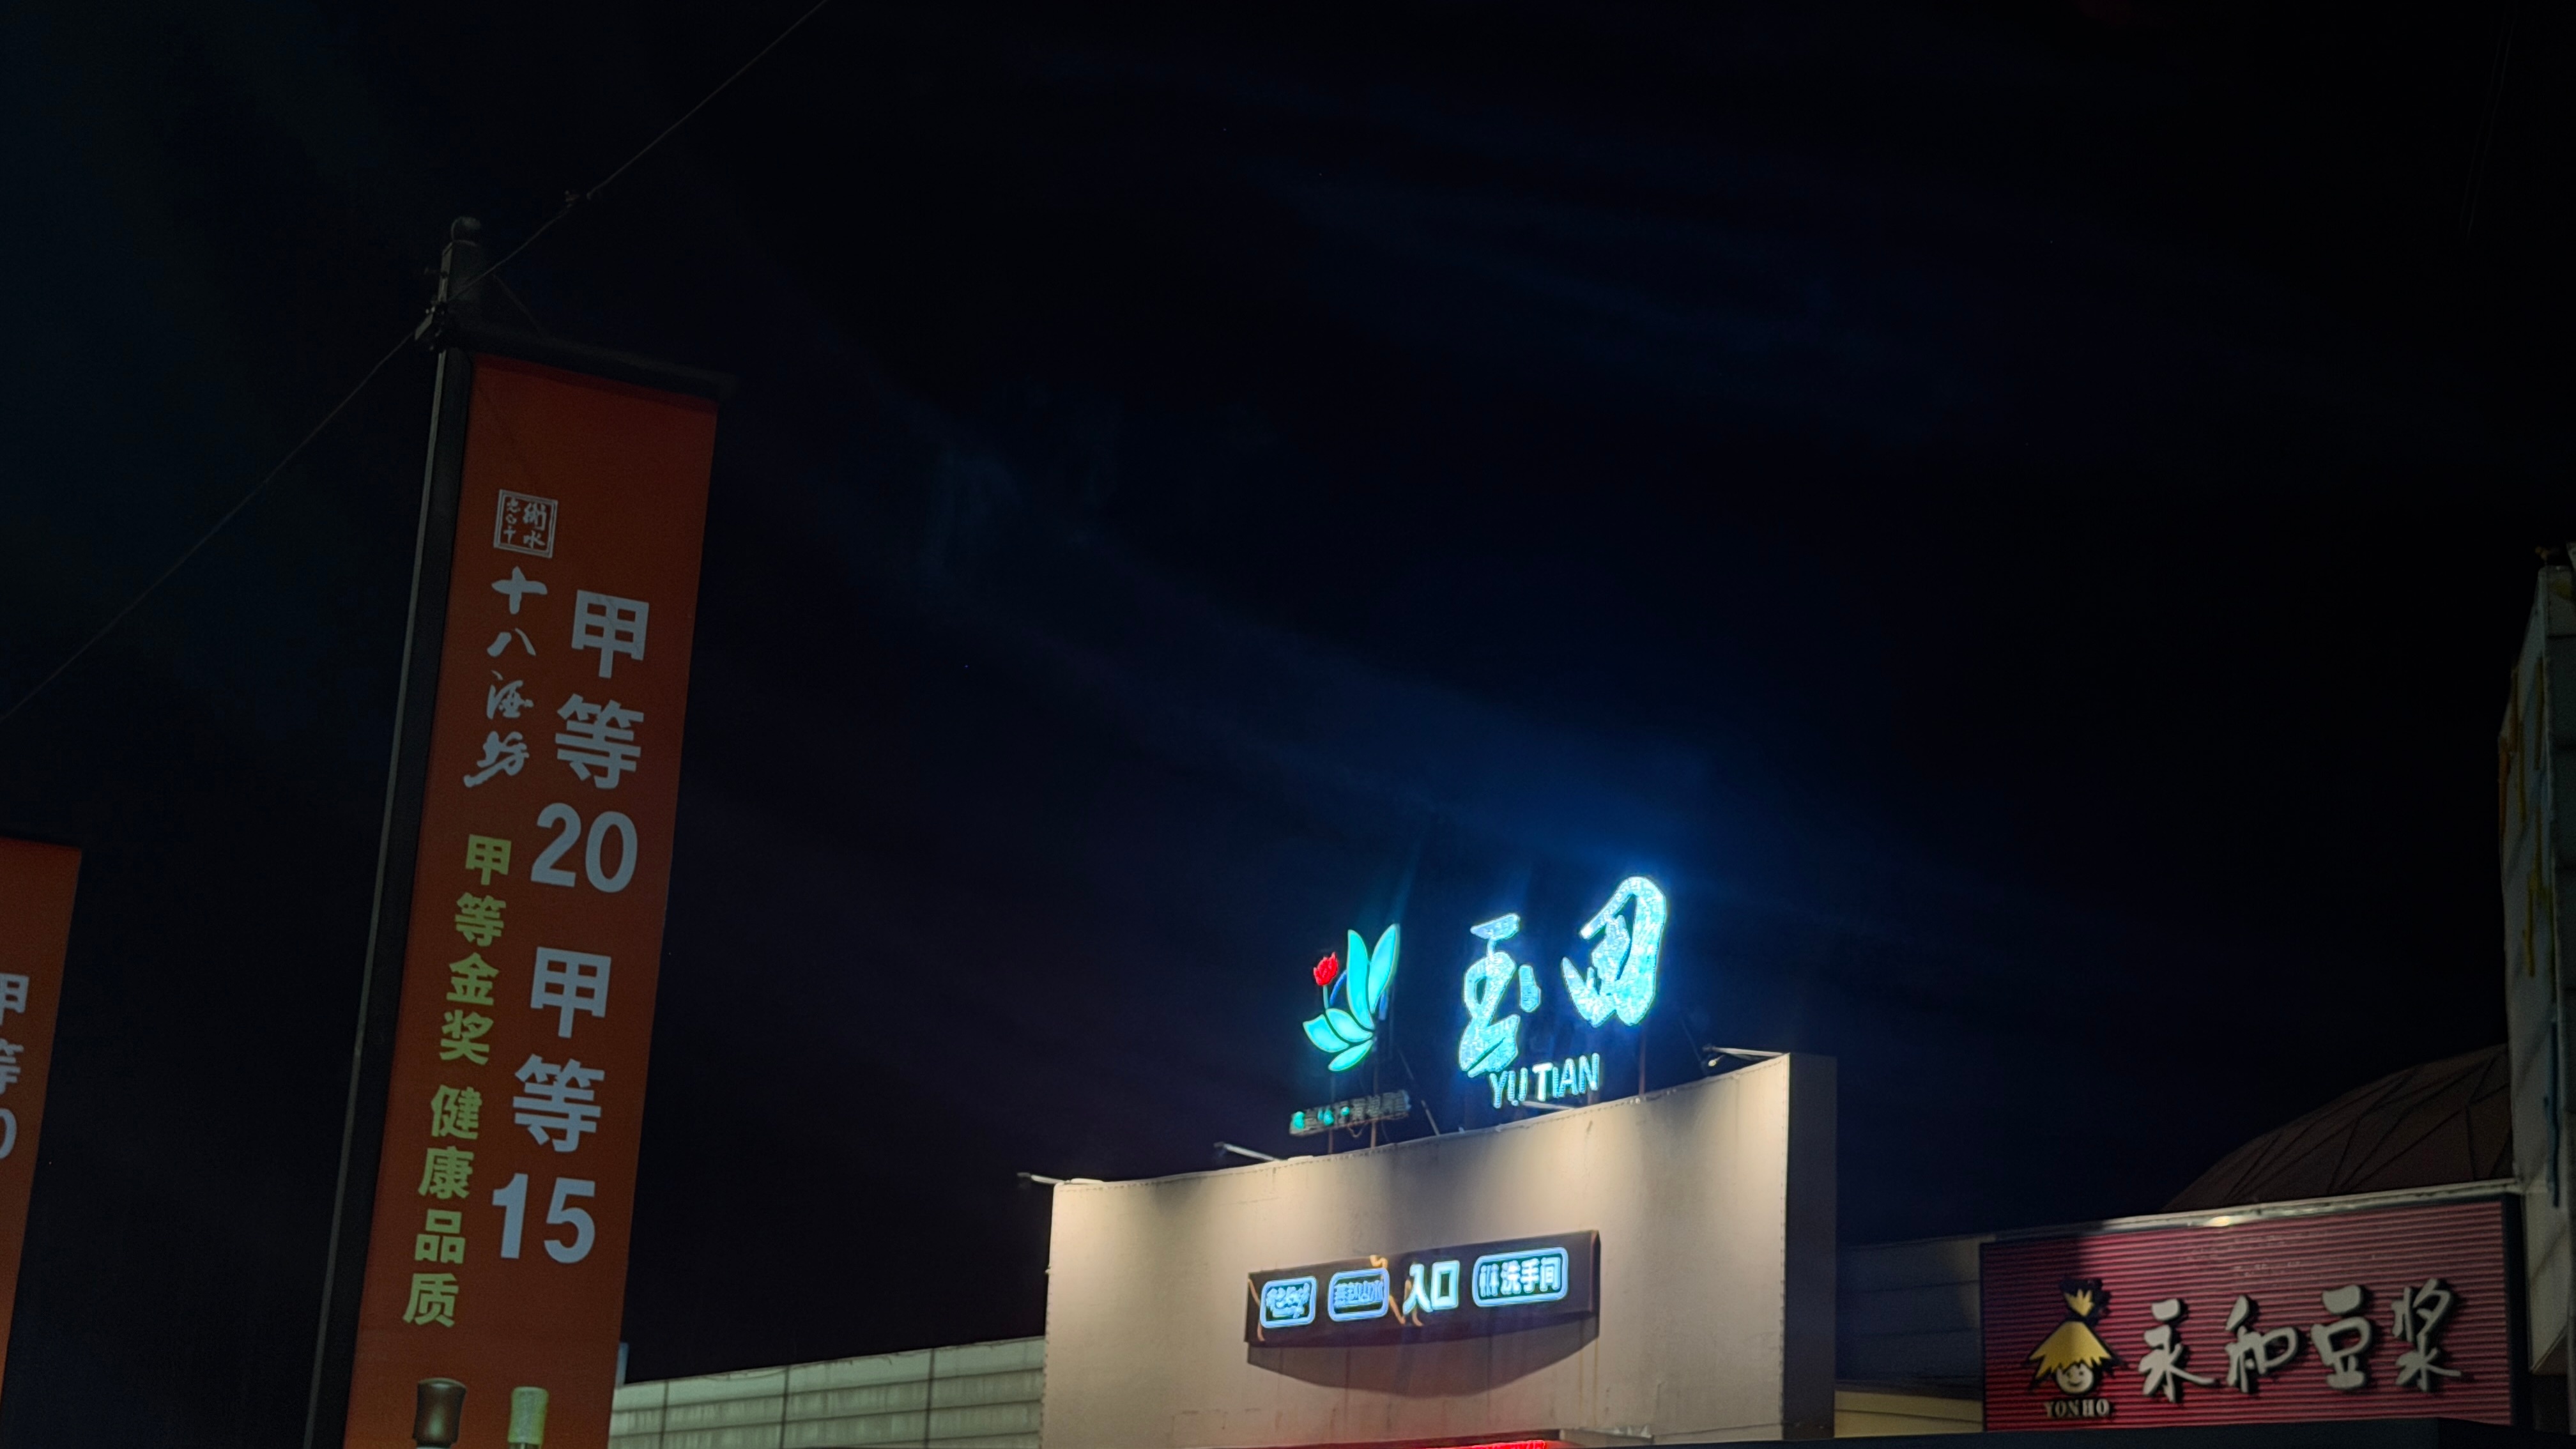 衡水
老白干
十八酒坊
甲等20 甲等15
甲等金奖 健康品质
甲
等
玉田
YU TIAN
入口
洗手间
永和豆浆
YONHO